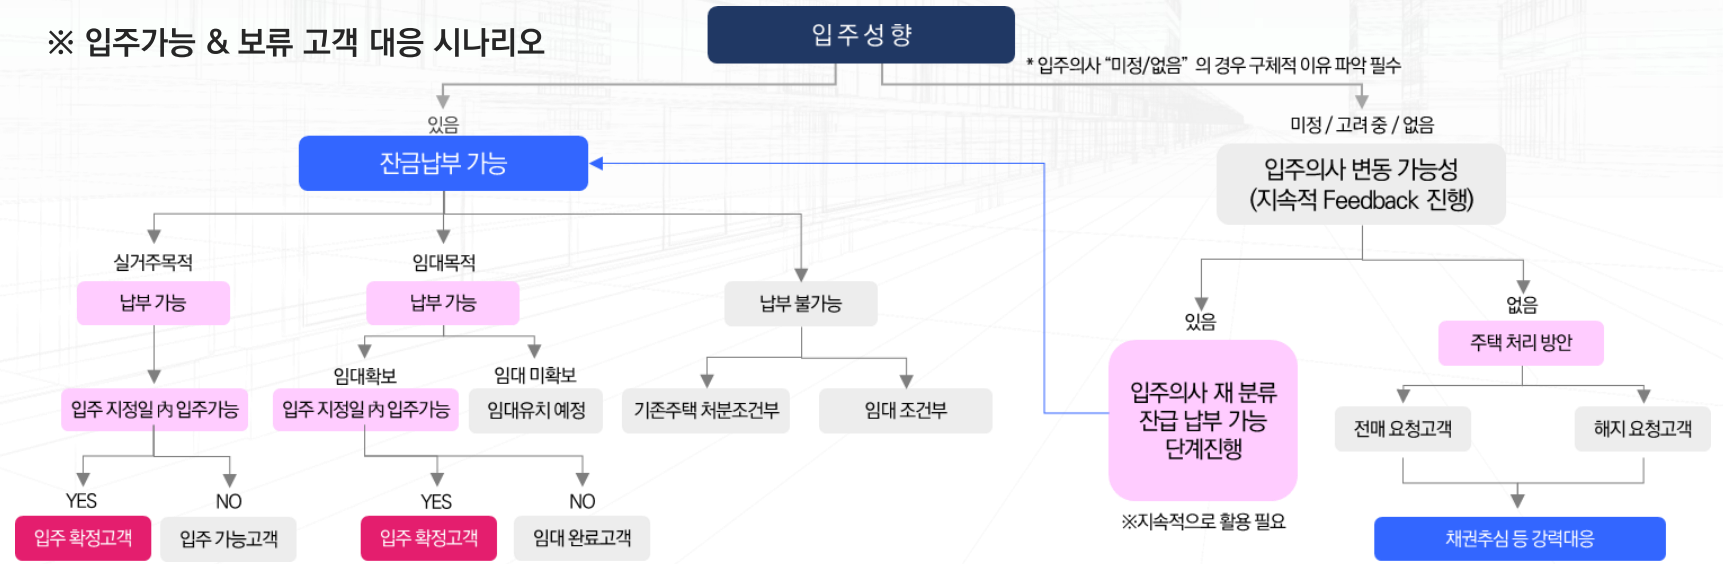 ※ 입주가능 & 보류 고객 대응 시나리오
입주성향
* 입주의사 “미정/없음” 의 경우 구체적 이유 파악 필수
있음
잔금납부 가능
미정 / 고려 중 / 없음
입주의사 변동 가능성
(지속적 Feedback 진행)
실거주목적
납부 가능
임대목적
납부 가능
납부 불가능
있음
없음
주택 처리 방안
임대확보
임대 미확보
입주 지정일 內 입주가능
입주 지정일 內 입주가능
임대유치 예정
기존주택 처분조건부
임대 조건부
입주의사 재 분류
잔급 납부 가능
단계진행
전매 요청고객
해지 요청고객
YES
NO
YES
NO
입주 확정고객
입주 가능고객
입주 확정고객
임대 완료고객
※지속적으로 활용 필요
채권추심 등 강력대응